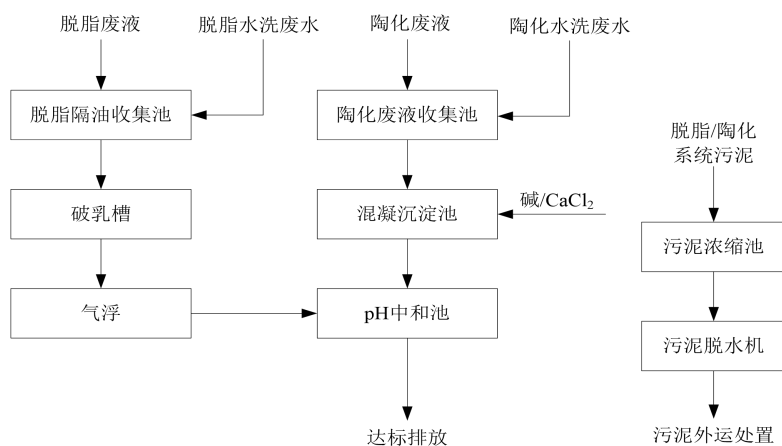 脱脂废液
脱脂水洗废水
陶化废液
陶化水洗废水
脱脂隔油收集池
陶化废液收集池
脱脂/陶化
系统污泥
破乳槽
混凝沉淀池
碱/CaCl₂
污泥浓缩池
气浮
pH中和池
污泥脱水机
达标排放
污泥外运处置